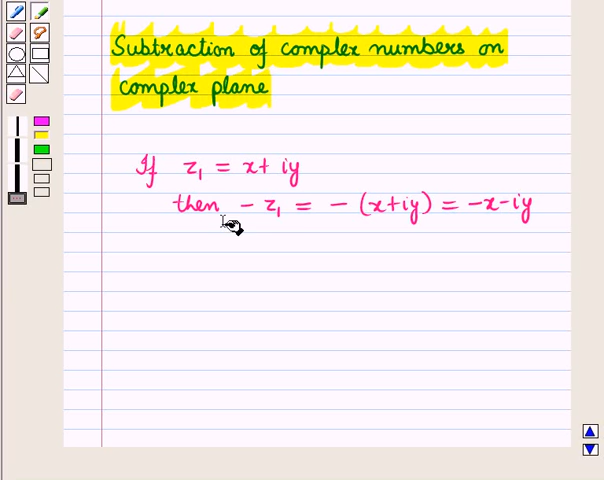 Subtraction of complex numbers on
complex plane
If z₁ = x + iy
then - z₁ = - (x+iy) = -x-iy